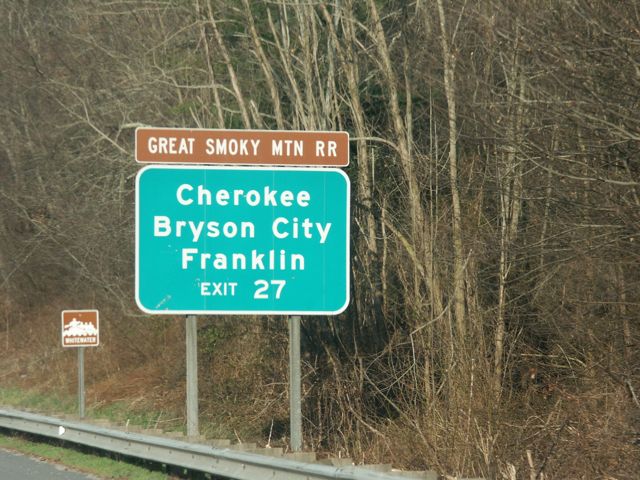 GREAT SMOKY MTN RR
Cherokee
Bryson City
Franklin
EXIT 27
WHITEWATER